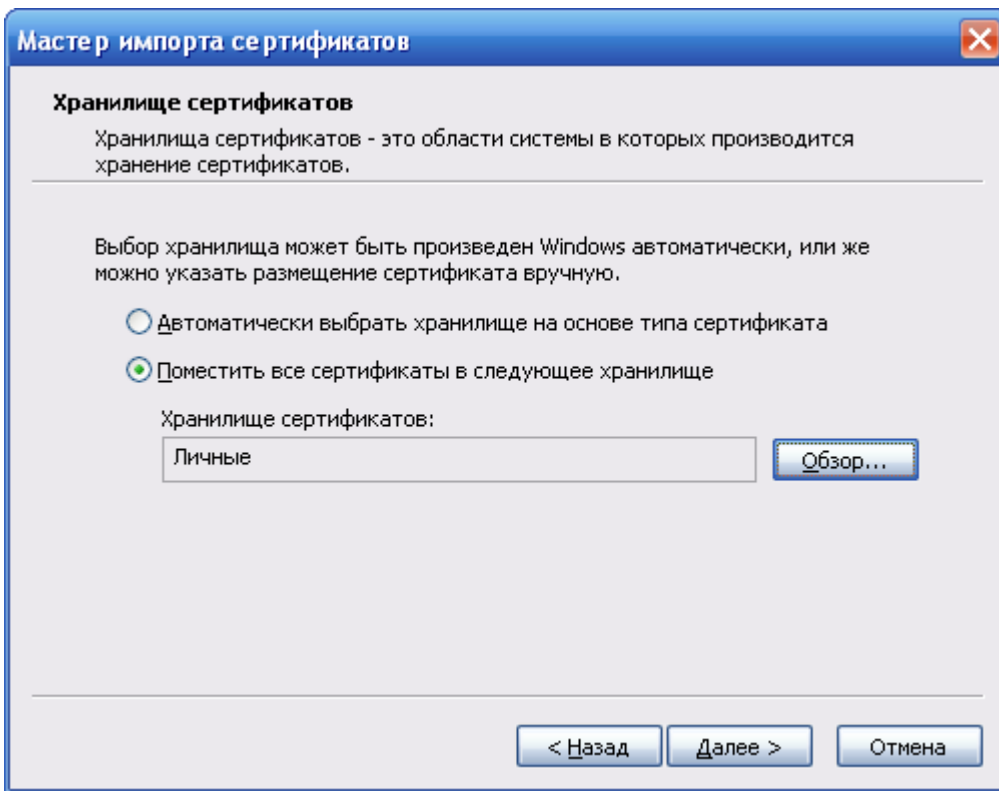 Мастер импорта сертификатов
Хранилище сертификатов
Хранилища сертификатов - это области системы в которых производится
хранение сертификатов.
Выбор хранилища может быть произведен Windows автоматически, или же
можно указать размещение сертификата вручную.
Автоматически выбрать хранилище на основе типа сертификата
Поместить все сертификаты в следующее хранилище
Хранилище сертификатов:
Личные
Обзор...
< Назад
Далее >
Отмена